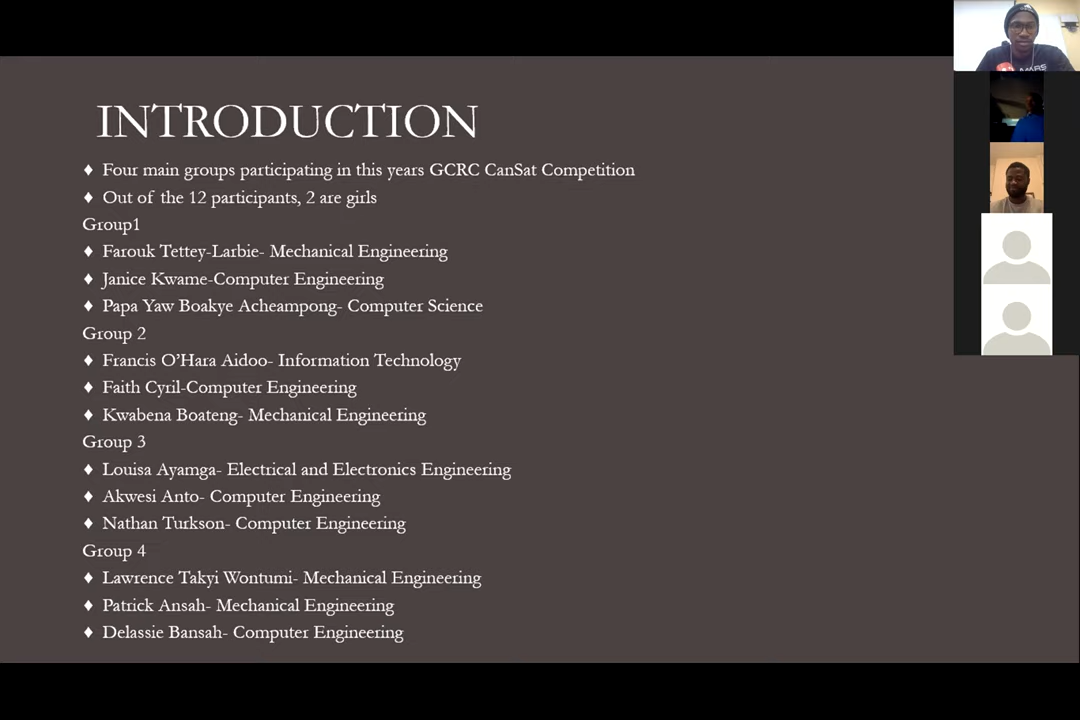 INTRODUCTION
♦ Four main groups participating in this years GCRC CanSat Competition
♦ Out of the 12 participants, 2 are girls
Group1
♦ Farouk Tettey-Larbie- Mechanical Engineering
♦ Janice Kwame-Computer Engineering
♦ Papa Yaw Boakye Acheampong- Computer Science
Group 2
♦ Francis O’Hara Aidoo- Information Technology
♦ Faith Cyril-Computer Engineering
♦ Kwabena Boateng- Mechanical Engineering
Group 3
♦ Louisa Ayamga- Electrical and Electronics Engineering
♦ Akwesi Anto- Computer Engineering
♦ Nathan Turkson- Computer Engineering
Group 4
♦ Lawrence Takyi Wontumi- Mechanical Engineering
♦ Patrick Ansah- Mechanical Engineering
♦ Delassie Bansah- Computer Engineering